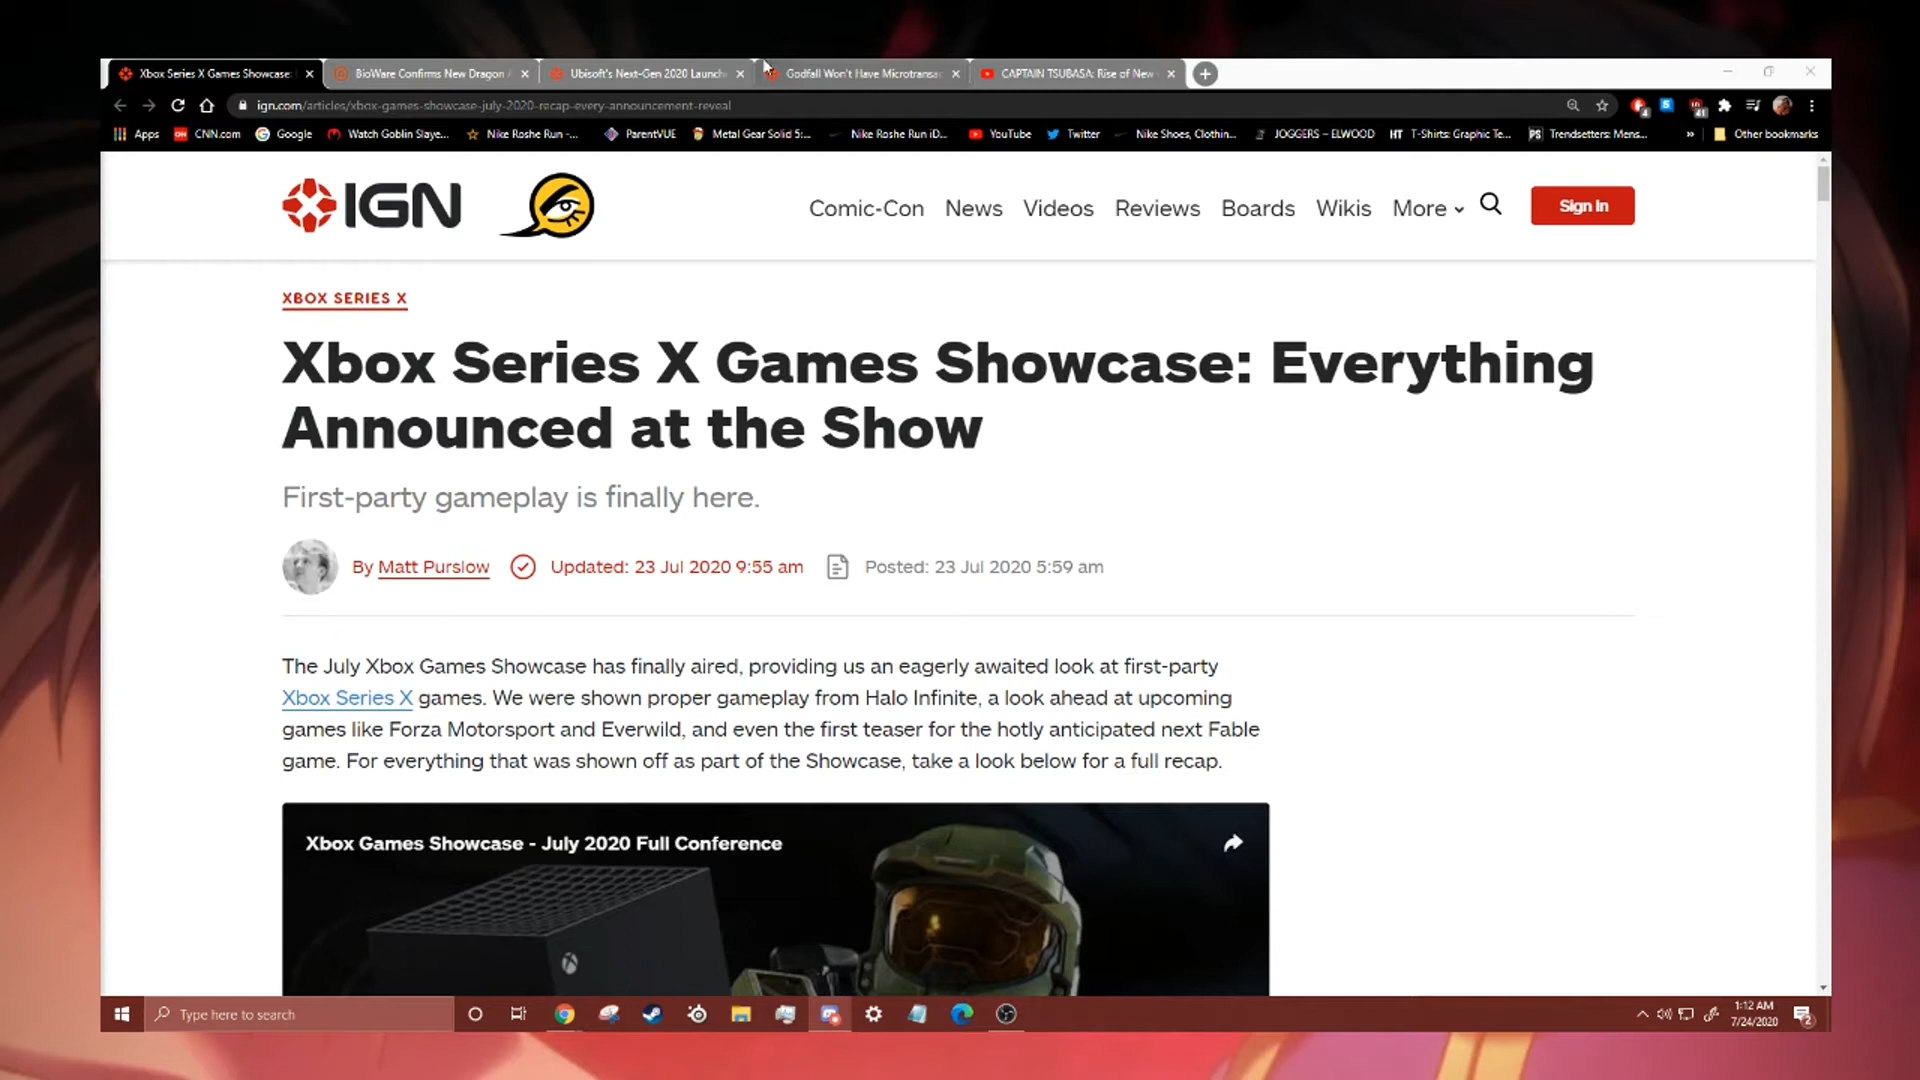 Xbox Series X Games Showcase:
BioWare Confirms New Dragon
Ubisoft's Next-Gen 2020 Launch
Godfall Won't Have Microtransac
CAPTAIN TSUBASA: Rise of New
ign.com/articles/xbox-games-showcase-july-2020-recap-every-announcement-reveal
4
41
Apps
CNN.com
Google
Watch Goblin Slaye...
Nike Roshe Run -...
ParentVUE
Metal Gear Solid 5:...
Nike Roshe Run iD...
YouTube
Twitter
Nike Shoes, Clothin...
JOGGERS – ELWOOD
HT T-Shirts: Graphic Te...
PS Trendsetters: Mens...
»
Other bookmarks
IGN
Comic-Con
News
Videos
Reviews
Boards
Wikis
More
Sign In
XBOX SERIES X
Xbox Series X Games Showcase: Everything
Announced at the Show
First-party gameplay is finally here.
By Matt Purslow
Updated: 23 Jul 2020 9:55 am
Posted: 23 Jul 2020 5:59 am
The July Xbox Games Showcase has finally aired, providing us an eagerly awaited look at first-party
Xbox Series X games. We were shown proper gameplay from Halo Infinite, a look ahead at upcoming
games like Forza Motorsport and Everwild, and even the first teaser for the hotly anticipated next Fable
game. For everything that was shown off as part of the Showcase, take a look below for a full recap.
Xbox Games Showcase - July 2020 Full Conference
Type here to search
1:12 AM
7/24/2020
2